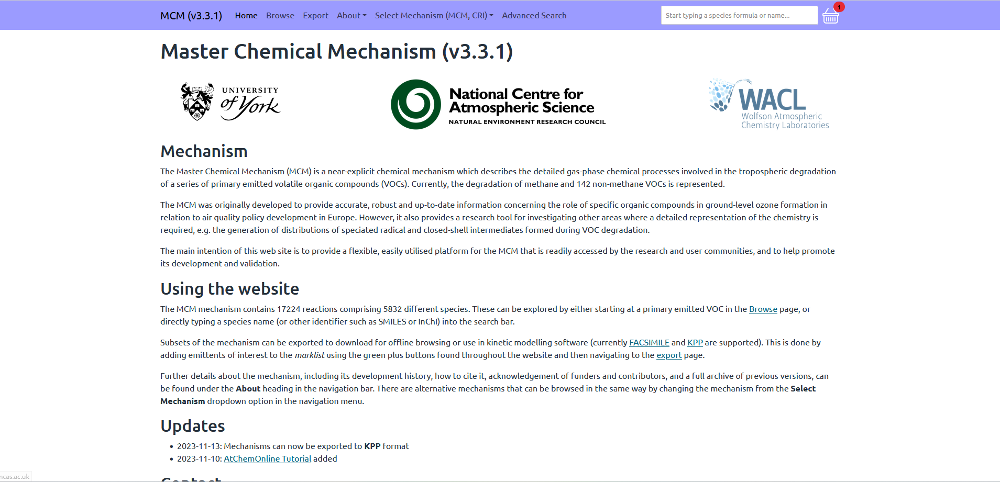 MCM (v3.3.1) Home Browse Export About Select Mechanism (MCM, CRI) Advanced Search Start typing a species formula or name... 1
Master Chemical Mechanism (v3.3.1)
UNIVERSITY
of York
National Centre for
Atmospheric Science
NATURAL ENVIRONMENT RESEARCH COUNCIL
WACL
Wolfson Atmospheric
Chemistry Laboratories
Mechanism
The Master Chemical Mechanism (MCM) is a near-explicit chemical mechanism which describes the detailed gas-phase chemical processes involved in the tropospheric degradation
of a series of primary emitted volatile organic compounds (VOCs). Currently, the degradation of methane and 142 non-methane VOCs is represented.
The MCM was originally developed to provide accurate, robust and up-to-date information concerning the role of specific organic compounds in ground-level ozone formation in
relation to air quality policy development in Europe. However, it also provides a research tool for investigating other areas where a detailed representation of the chemistry is
required, e.g. the generation of distributions of speciated radical and closed-shell intermediates formed during VOC degradation.
The main intention of this web site is to provide a flexible, easily utilised platform for the MCM that is readily accessed by the research and user communities, and to help promote
its development and validation.
Using the website
The MCM mechanism contains 17224 reactions comprising 5832 different species. These can be explored by either starting at a primary emitted VOC in the Browse page, or
directly typing a species name (or other identifier such as SMILES or InChI) into the search bar.
Subsets of the mechanism can be exported to download for offline browsing or use in kinetic modelling software (currently FACSIMILE and KPP are supported). This is done by
adding emittents of interest to the marklist using the green plus buttons found throughout the website and then navigating to the export page.
Further details about the mechanism, including its development history, how to cite it, acknowledgement of funders and contributors, and a full archive of previous versions, can
be found under the About heading in the navigation bar. There are alternative mechanisms that can be browsed in the same way by changing the mechanism from the Select
Mechanism dropdown option in the navigation menu.
Updates
• 2023-11-13: Mechanisms can now be exported to KPP format
• 2023-11-10: AtChemOnline Tutorial added
ncas.ac.uk
Contact